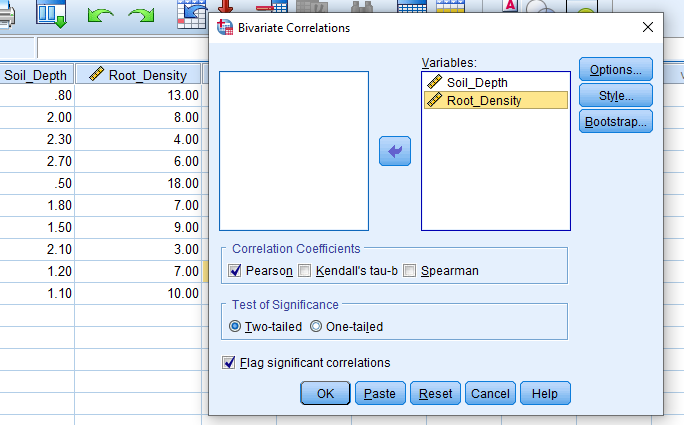 Bivariate Correlations
Variables:
Soil_Depth
Root_Density
Options...
Style...
Bootstrap...
Correlation Coefficients
Pearson Kendall's tau-b Spearman
Test of Significance
Two-tailed One-tailed
Flag significant correlations
OK Paste Reset Cancel Help
A
Soil_Depth Root_Density
.80 13.00
2.00 8.00
2.30 4.00
2.70 6.00
.50 18.00
1.80 7.00
1.50 9.00
2.10 3.00
1.20 7.00
1.10 10.00